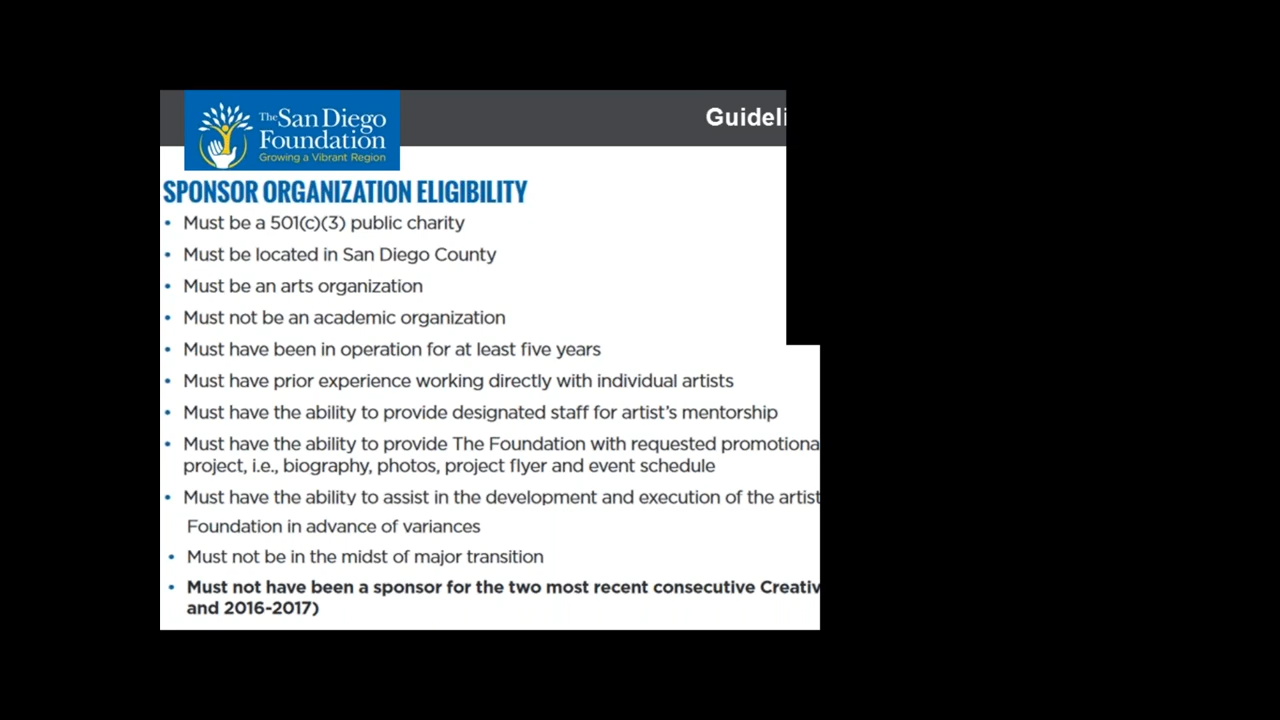 The San Diego
Foundation
Growing a Vibrant Region
SPONSOR ORGANIZATION ELIGIBILITY
• Must be a 501(c)(3) public charity
• Must be located in San Diego County
• Must be an arts organization
• Must not be an academic organization
• Must have been in operation for at least five years
• Must have prior experience working directly with individual artists
• Must have the ability to provide designated staff for artist's mentorship
• Must have the ability to provide The Foundation with requested
project, i.e., biography, photos, project flyer and event schedule
• Must have the ability to assist in the development and execution of the artist
Foundation in advance of variances
• Must not be in the midst of major transition
• Must not have been a sponsor for the two most recent consecutive
and 2016-2017)